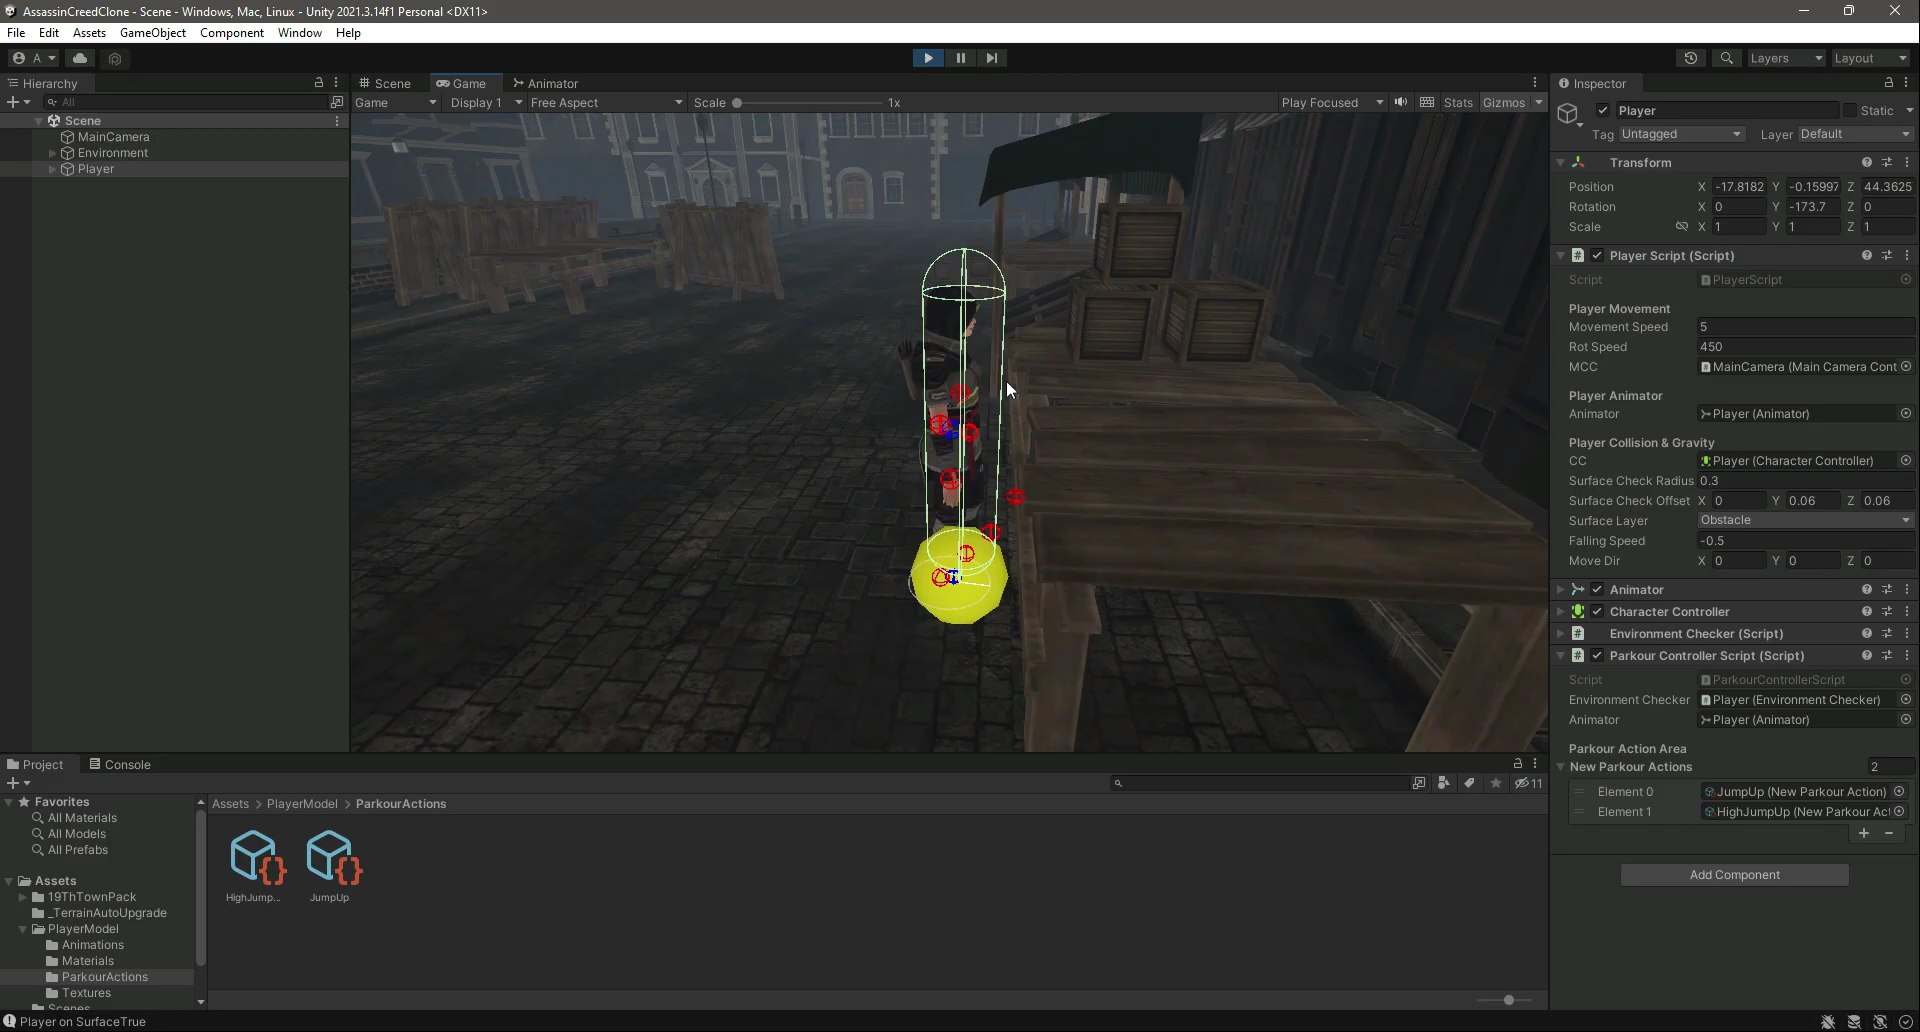 AssassinCreedClone - Scene - Windows, Mac, Linux - Unity 2021.3.14f1 Personal <DX11>
File Edit Assets GameObject Component Window Help
A Layers Layout
Hierarchy
All
Scene
MainCamera
Environment
Player
Scene Game Animator
Game Display 1 Free Aspect Scale 1x Play Focused Stats Gizmos
Inspector
Player Static
Tag Untagged Layer Default
Transform
Position X -17.8182 Y -0.15997 Z 44.3625
Rotation X 0 Y -173.7 Z 0
Scale X 1 Y 1 Z 1
Player Script (Script)
Script PlayerScript
Player Movement
Movement Speed 5
Rot Speed 450
MCC MainCamera (Main Camera Cont
Player Animator
Animator Player (Animator)
Player Collision & Gravity
CC Player (Character Controller)
Surface Check Radius 0.3
Surface Check Offset X 0 Y 0.06 Z 0.06
Surface Layer Obstacle
Falling Speed -0.5
Move Dir X 0 Y 0 Z 0
Animator
Character Controller
Environment Checker (Script)
Parkour Controller Script (Script)
Script ParkourControllerScript
Environment Checker Player (Environment Checker)
Animator Player (Animator)
Parkour Action Area
New Parkour Actions 2
Element 0 JumpUp (New Parkour Action)
Element 1 HighJumpUp (New Parkour Act
+ −
Add Component
Project Console
11
Favorites
All Materials
All Models
All Prefabs
Assets
19ThTownPack
_TerrainAutoUpgrade
PlayerModel
Animations
Materials
ParkourActions
Textures
Scenes
Assets > PlayerModel > ParkourActions
HighJump... JumpUp
Player on SurfaceTrue